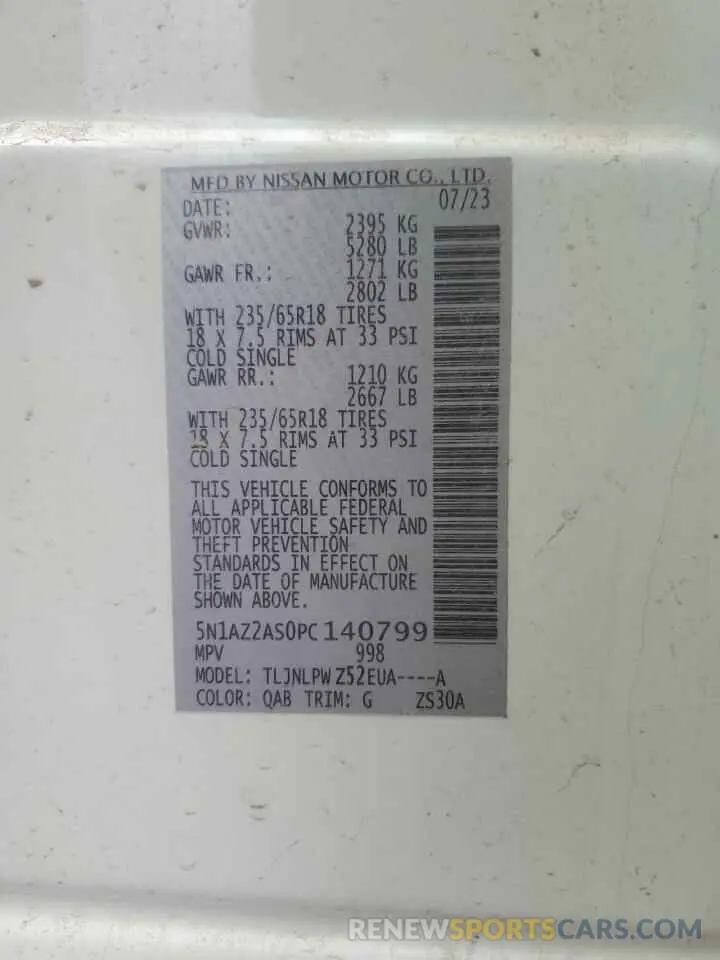 MFD BY NISSAN MOTOR CO., LTD.
DATE: 07/23
GVWR: 2395 KG
5280 LB
GAWR FR.: 1271 KG
2802 LB
WITH 235/65R18 TIRES
18 X 7.5 RIMS AT 33 PSI
COLD SINGLE
GAWR RR.: 1210 KG
2667 LB
WITH 235/65R18 TIRES
18 X 7.5 RIMS AT 33 PSI
COLD SINGLE
THIS VEHICLE CONFORMS TO
ALL APPLICABLE FEDERAL
MOTOR VEHICLE SAFETY AND
THEFT PREVENTION
STANDARDS IN EFFECT ON
THE DATE OF MANUFACTURE
SHOWN ABOVE.
5N1AZ2AS0PC140799
MPV 998
MODEL: TLJNLPW Z52EUA----A
COLOR: QAB TRIM: G ZS30A
RENEWSPORTSCARS.COM